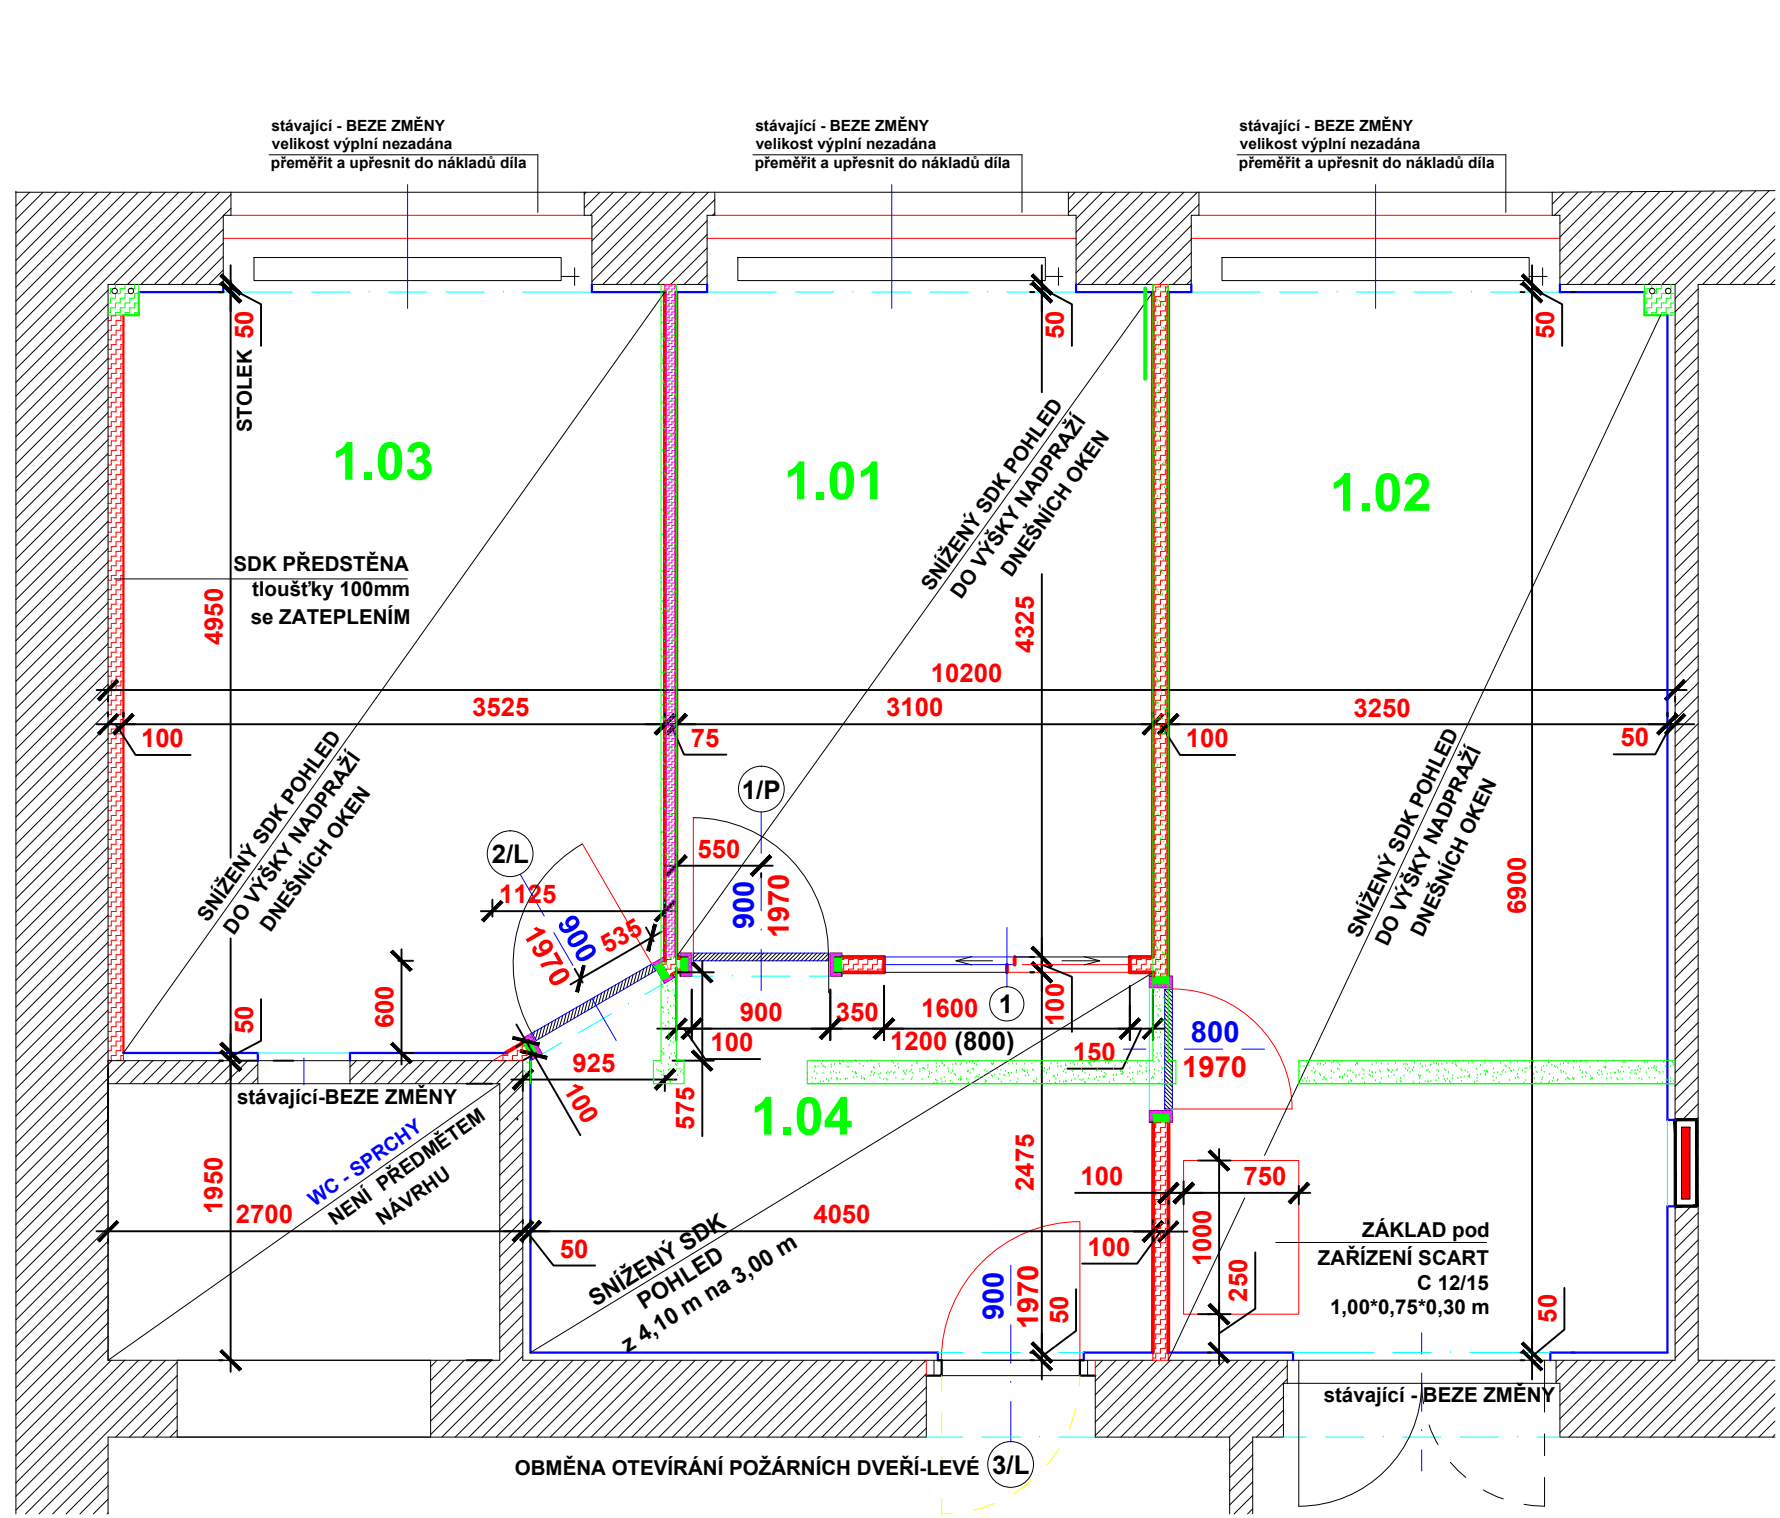 stávající - BEZE ZMĚNY
velikost výplní nezadána
přeměřit a upřesnit do nákladů díla
stávající - BEZE ZMĚNY
velikost výplní nezadána
přeměřit a upřesnit do nákladů díla
stávající - BEZE ZMĚNY
velikost výplní nezadána
přeměřit a upřesnit do nákladů díla
50
50
50
STOLEK
1.03
1.01
1.02
SNÍŽENÝ SDK POHLED
DO VÝŠKY NADPRAŽÍ
DNEŠNÍCH OKEN
SDK PŘEDSTĚNA
tloušťky 100mm
se ZATEPLENÍM
4950
4325
10200
3525
3100
3250
100
75
100
50
SNÍŽENÝ SDK POHLED
DO VÝŠKY NADPRAŽÍ
DNEŠNÍCH OKEN
SNÍŽENÝ SDK POHLED
DO VÝŠKY NADPRAŽÍ
DNEŠNÍCH OKEN
1/P
2/L
550
900
1970
6900
1125
900
1970
535
600
50
900
350
1600
100
1
100
1200 (800)
150
800
1970
925
100
575
1.04
stávající-BEZE ZMĚNY
WC - SPRCHY
NENÍ PŘEDMĚTEM
NÁVRHU
1950
2700
50
4050
2475
100
750
100
1000
250
SNÍŽENÝ SDK
POHLED
z 4,10 m na 3,00 m
900
1970
50
ZÁKLAD pod
ZAŘÍZENÍ SCART
C 12/15
1,00*0,75*0,30 m
50
stávající - BEZE ZMĚNY
OBMĚNA OTEVÍRÁNÍ POŽÁRNÍCH DVEŘÍ-LEVÉ
3/L